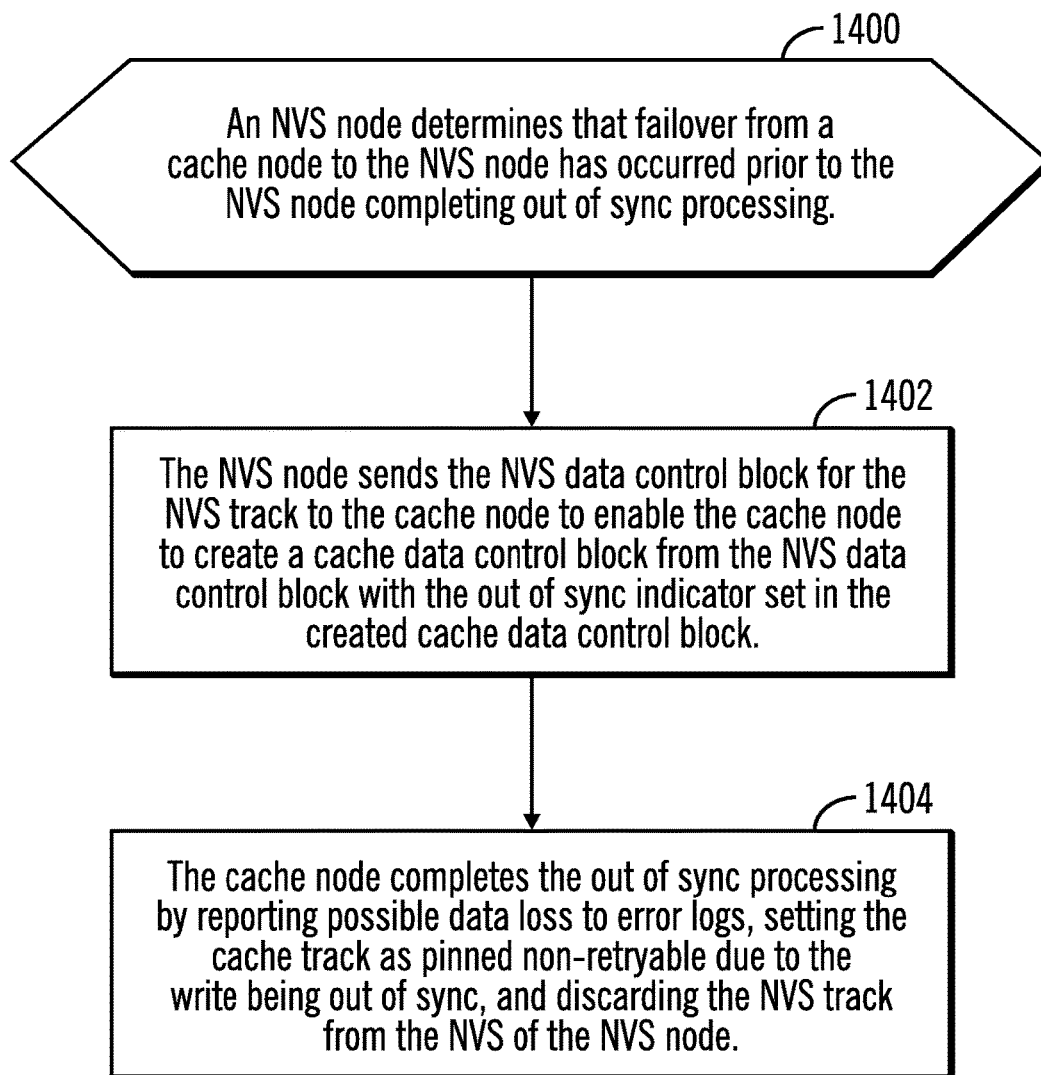 1400
An NVS node determines that failover from a
cache node to the NVS node has occurred prior to the
NVS node completing out of sync processing.
1402
The NVS node sends the NVS data control block for the
NVS track to the cache node to enable the cache node
to create a cache data control block from the NVS data
control block with the out of sync indicator set in the
created cache data control block.
1404
The cache node completes the out of sync processing
by reporting possible data loss to error logs, setting the
cache track as pinned non-retryable due to the
write being out of sync, and discarding the NVS track
from the NVS of the NVS node.